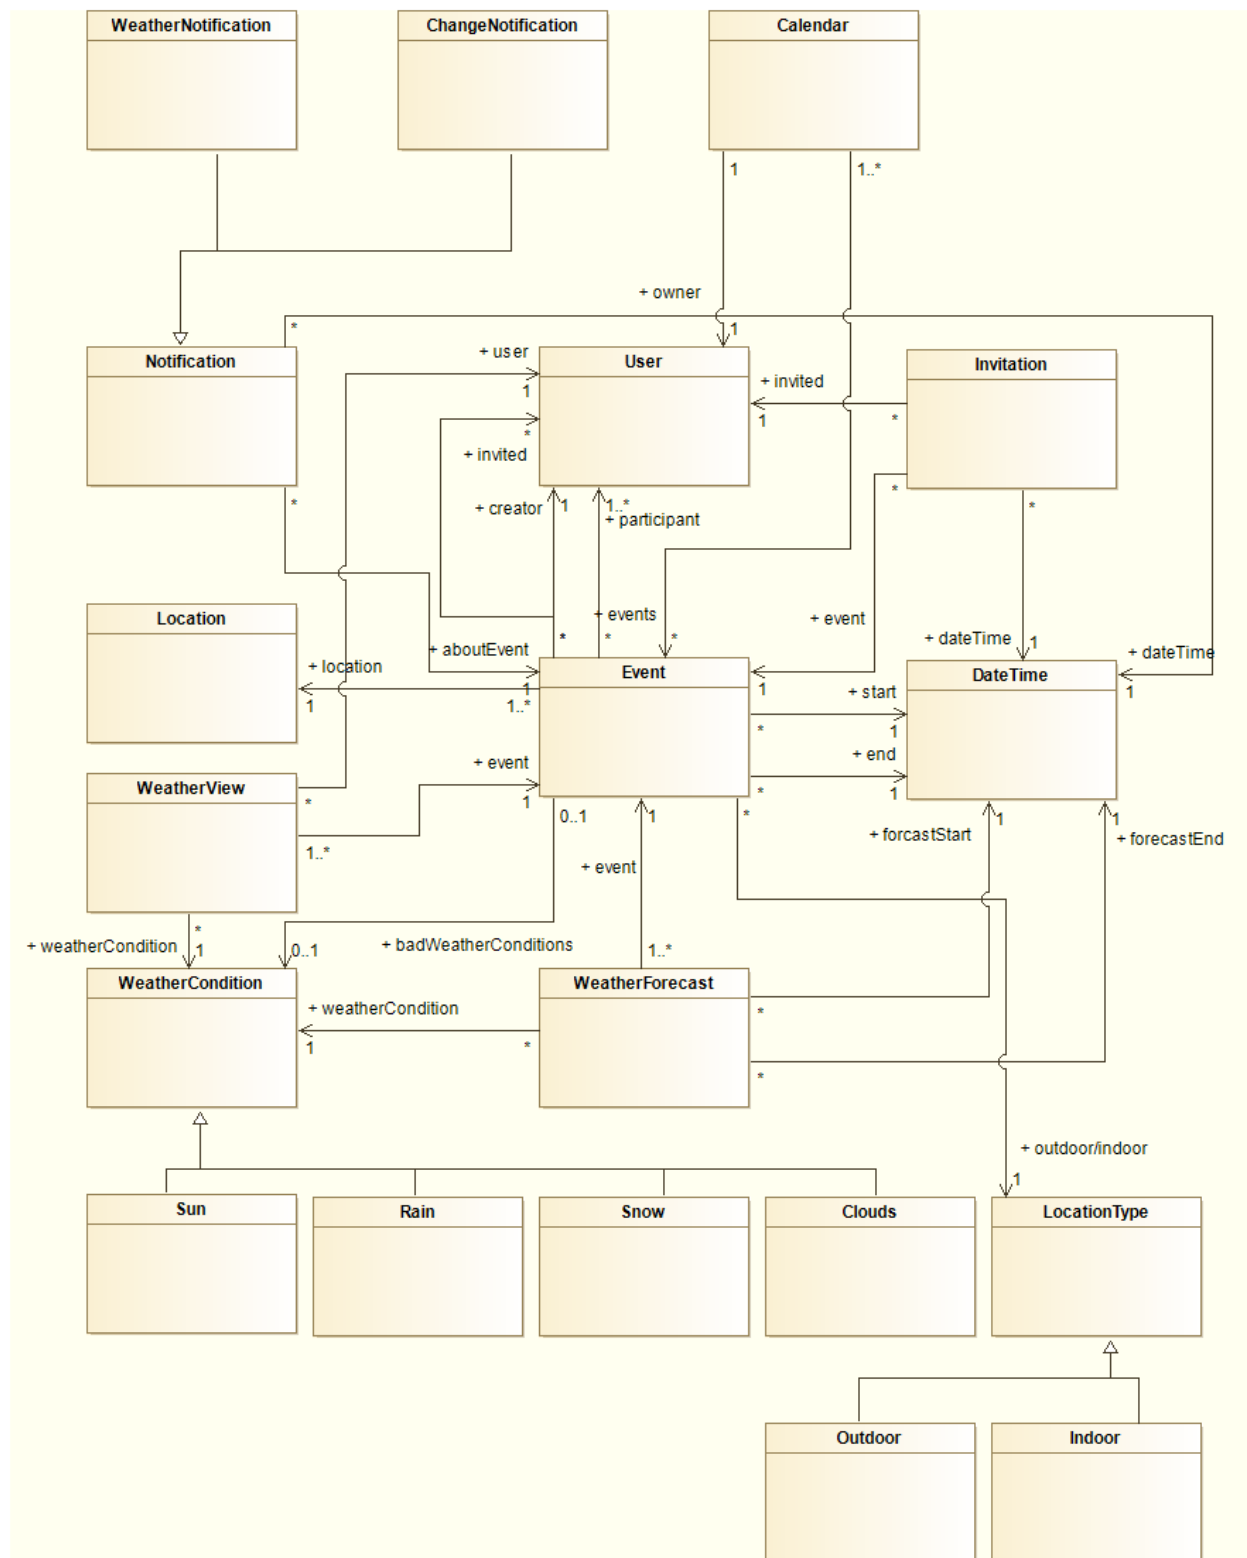 WeatherNotification
ChangeNotification
Calendar
1
1..*
+ owner
*
1
Notification
+ user
User
Invitation
1
+ invited
*
1
*
+ invited
*
*
+ creator
1
1..*
+ participant
*
Location
+ events
+ event
* * *
+ dateTime
1
+ aboutEvent
+ dateTime
+ location
Event
DateTime
1
1
1
1
1..*
+ start
*
1
+ event
+ end
WeatherView
*
1
*
1
0..1
*
1
1
+ forcastStart
+ forecastEnd
1..*
+ event
*
+ weatherCondition
1
0..1
+ badWeatherConditions
1..*
WeatherCondition
WeatherForecast
+ weatherCondition
*
1
*
*
+ outdoor/indoor
1
Sun
Rain
Snow
Clouds
LocationType
Outdoor
Indoor